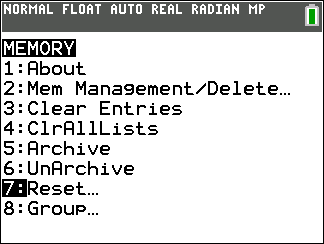 NORMAL FLOAT AUTO REAL RADIAN MP
MEMORY
1:About
2:Mem Management/Delete…
3:Clear Entries
4:ClrAllLists
5:Archive
6:UnArchive
7:Reset…
8:Group…